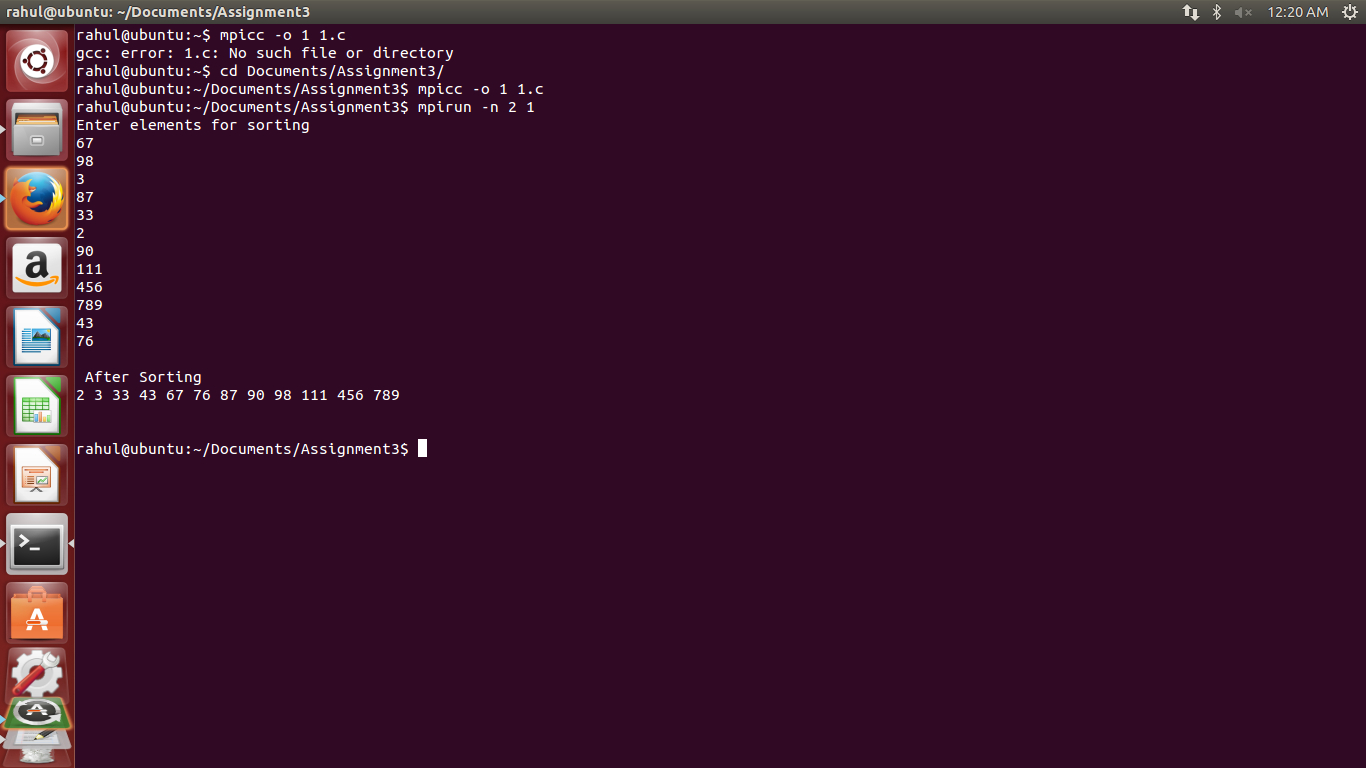 rahul@ubuntu: ~/Documents/Assignment3
12:20 AM
rahul@ubuntu:~$ mpicc -o 1 1.c
gcc: error: 1.c: No such file or directory
rahul@ubuntu:~$ cd Documents/Assignment3/
rahul@ubuntu:~/Documents/Assignment3$ mpicc -o 1 1.c
rahul@ubuntu:~/Documents/Assignment3$ mpirun -n 2 1
Enter elements for sorting
67
98
3
87
33
2
90
111
456
789
43
76
After Sorting
2 3 33 43 67 76 87 90 98 111 456 789
rahul@ubuntu:~/Documents/Assignment3$